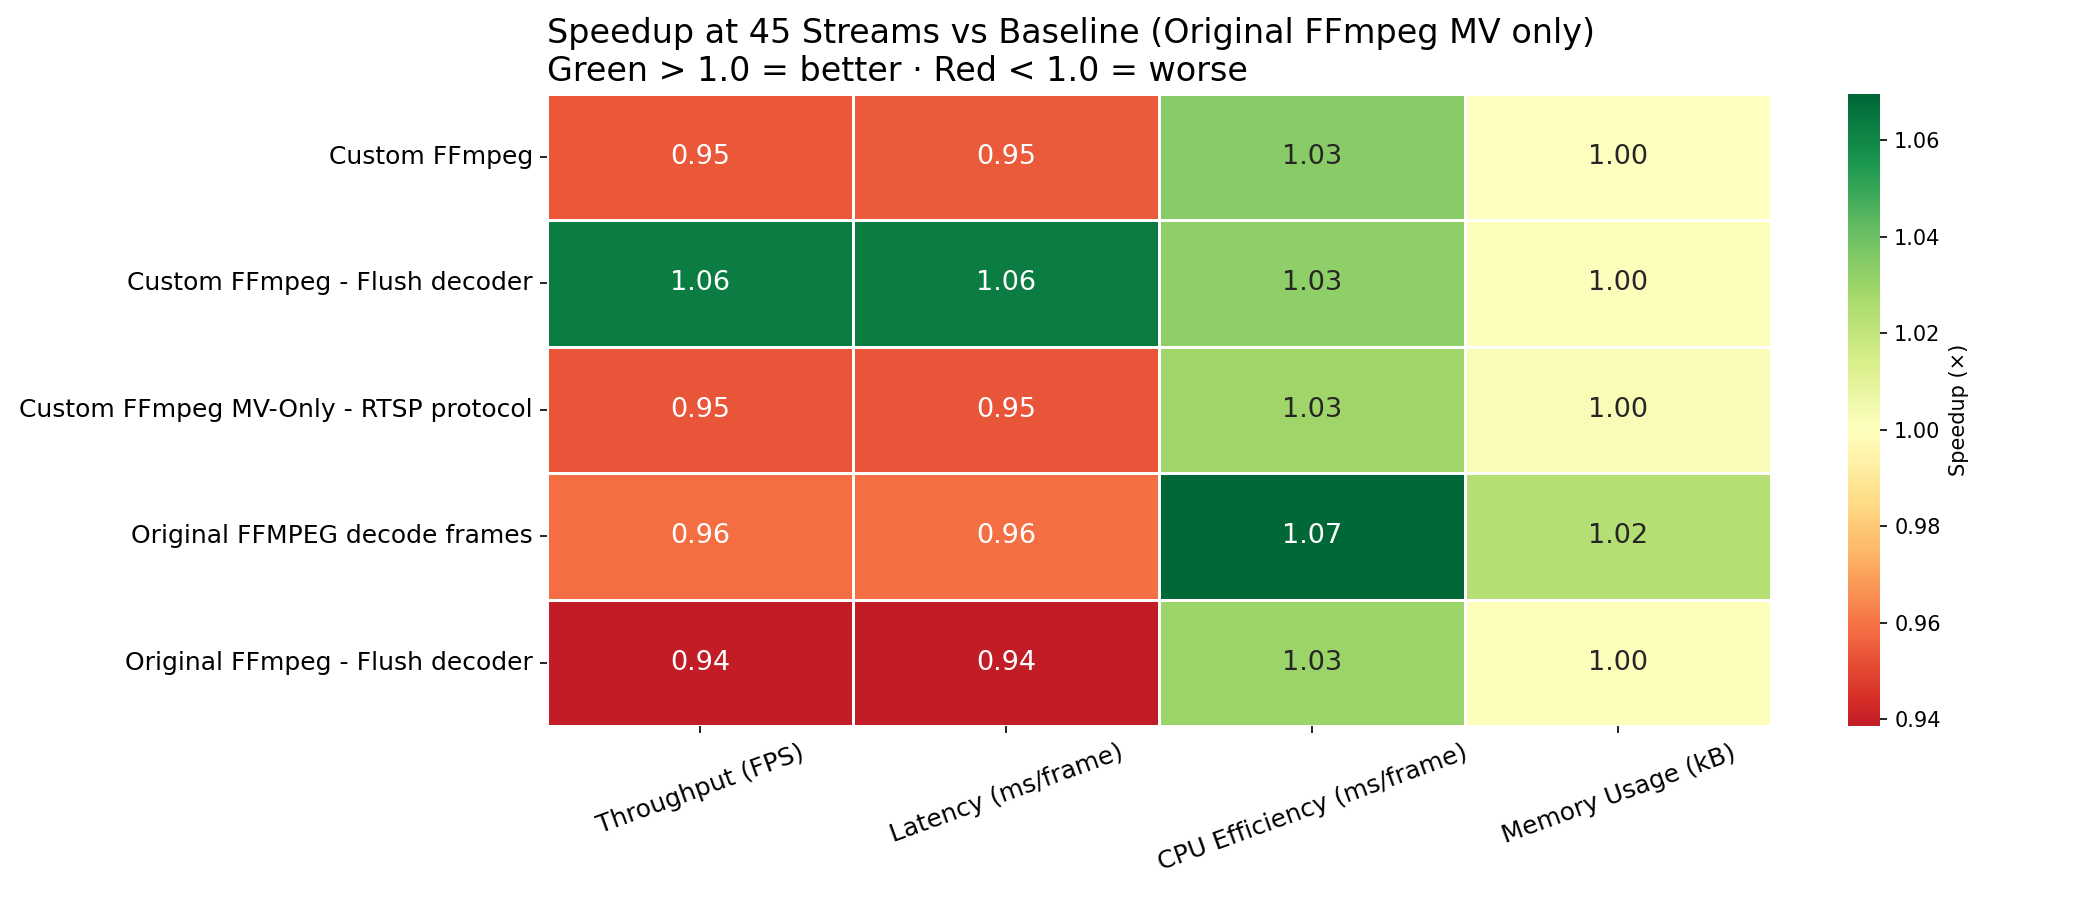 Speedup at 45 Streams vs Baseline (Original FFmpeg MV only)
Green > 1.0 = better · Red < 1.0 = worse
Custom FFmpeg 0.95 0.95 1.03 1.00
Custom FFmpeg - Flush decoder 1.06 1.06 1.03 1.00
Custom FFmpeg MV-Only - RTSP protocol 0.95 0.95 1.03 1.00
Original FFMPEG decode frames 0.96 0.96 1.07 1.02
Original FFmpeg - Flush decoder 0.94 0.94 1.03 1.00
Throughput (FPS)
Latency (ms/frame)
CPU Efficiency (ms/frame)
Memory Usage (kB)
1.06
1.04
1.02
1.00
0.98
0.96
0.94
Speedup (×)